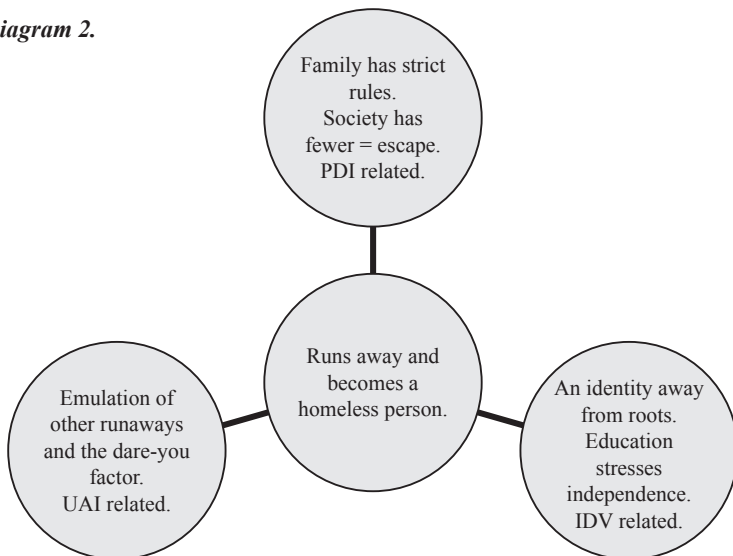 iagram 2.
Family has strict
rules.
Society has
fewer = escape.
PDI related.
Runs away and
becomes a
homeless person.
Emulation of
other runaways
and the dare-you
factor.
UAI related.
An identity away
from roots.
Education
stresses
independence.
IDV related.